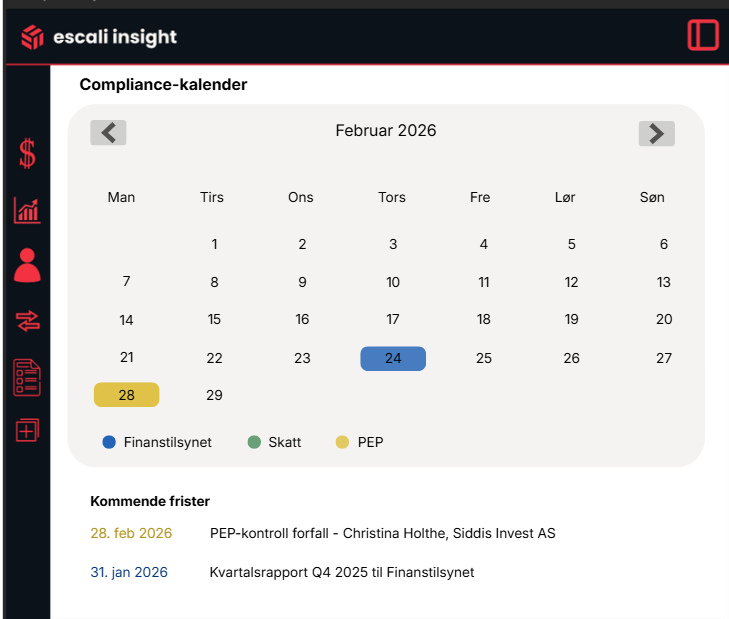 escali insight
Compliance-kalender
Februar 2026
Man Tirs Ons Tors Fre Lør Søn
1 2 3 4 5 6
7 8 9 10 11 12 13
14 15 16 17 18 19 20
21 22 23 24 25 26 27
28 29
Finanstilsynet Skatt PEP
Kommende frister
28. feb 2026 PEP-kontroll forfall - Christina Holthe, Siddis Invest AS
31. jan 2026 Kvartalsrapport Q4 2025 til Finanstilsynet